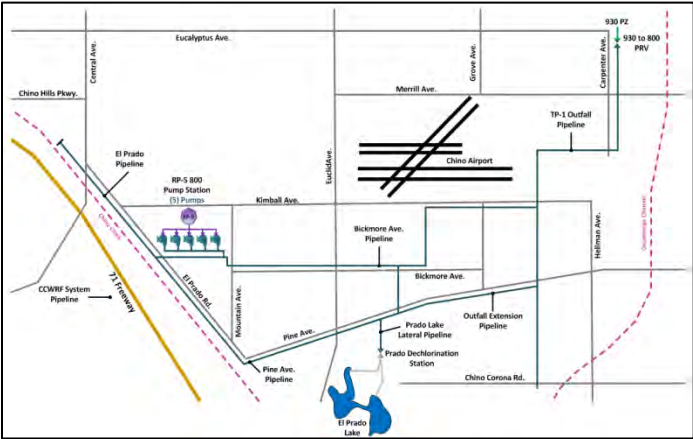 930 PZ
930 to 800
PRV
Eucalyptus Ave.
Central Ave.
Grove Ave.
Carpenter Ave.
Chino Hills Pkwy.
Merrill Ave.
El Prado
Pipeline
TP-1 Outfall
Pipeline
RP-5 800
Pump Station
(5) Pumps
EuclidAve.
Chino Airport
Kimball Ave.
RP-5
Bickmore Ave.
Pipeline
Hellman Ave.
71 Freeway
El Prado Rd.
Mountain Ave.
Bickmore Ave.
CCWRF System
Pipeline
Pine Ave.
Prado Lake
Lateral Pipeline
Outfall Extension
Pipeline
Pine Ave.
Pipeline
Prado Dechlorination
Station
Chino Corona Rd.
El Prado
Lake